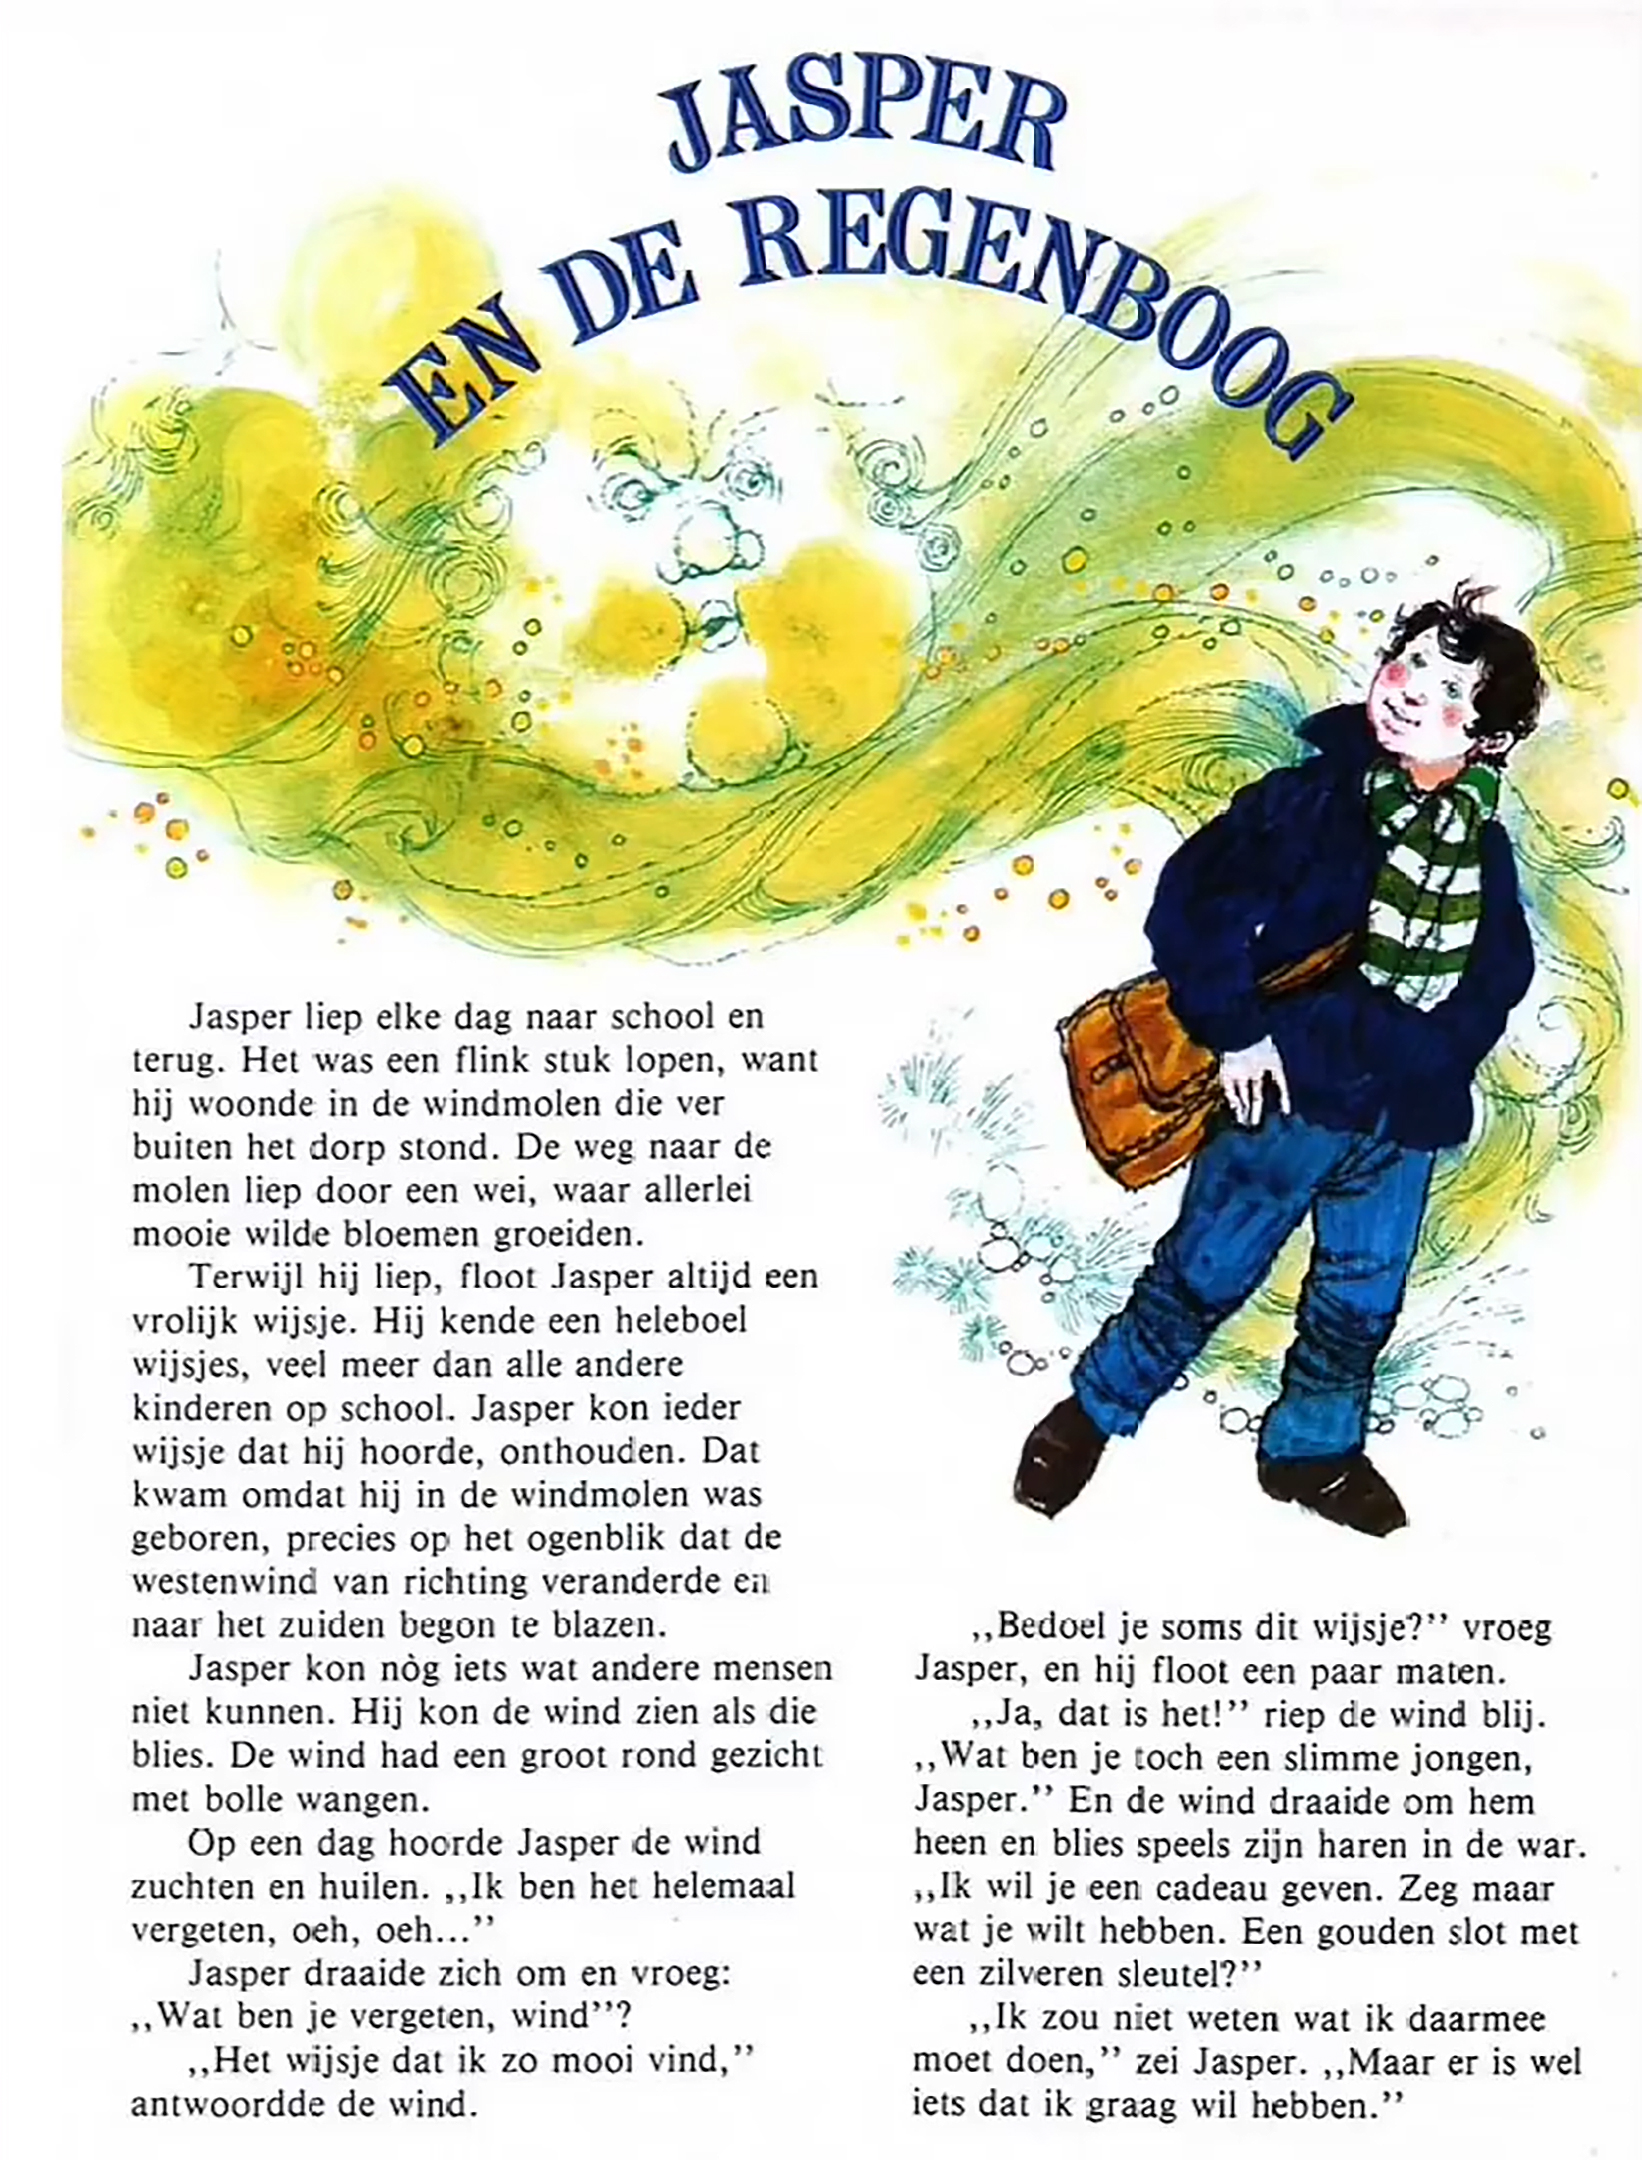 JASPER
EN DE REGENBOOG
Jasper liep elke dag naar school en
terug. Het was een flink stuk lopen, want
hij woonde in de windmolen die ver
buiten het dorp stond. De weg naar de
molen liep door een wei, waar allerlei
mooie wilde bloemen groeiden.
Terwijl hij liep, floot Jasper altijd een
vrolijk wijsje. Hij kende een heleboel
wijsjes, veel meer dan alle andere
kinderen op school. Jasper kon ieder
wijsje dat hij hoorde, onthouden. Dat
kwam omdat hij in de windmolen was
geboren, precies op het ogenblik dat de
westenwind van richting veranderde en
naar het zuiden begon te blazen.
Jasper kon nòg iets wat andere mensen
niet kunnen. Hij kon de wind zien als die
blies. De wind had een groot rond gezicht
met bolle wangen.
Op een dag hoorde Jasper de wind
zuchten en huilen. ,,Ik ben het helemaal
vergeten, oeh, oeh...”
Jasper draaide zich om en vroeg:
,,Wat ben je vergeten, wind”?
,,Het wijsje dat ik zo mooi vind,”
antwoordde de wind.
,,Bedoel je soms dit wijsje?” vroeg
Jasper, en hij floot een paar maten.
,,Ja, dat is het!” riep de wind blij.
,,Wat ben je toch een slimme jongen,
Jasper.” En de wind draaide om hem
heen en blies speels zijn haren in de war.
,,Ik wil je een cadeau geven. Zeg maar
wat je wilt hebben. Een gouden slot met
een zilveren sleutel?”
,,Ik zou niet weten wat ik daarmee
moet doen,” zei Jasper. ,,Maar er is wel
iets dat ik graag wil hebben.”